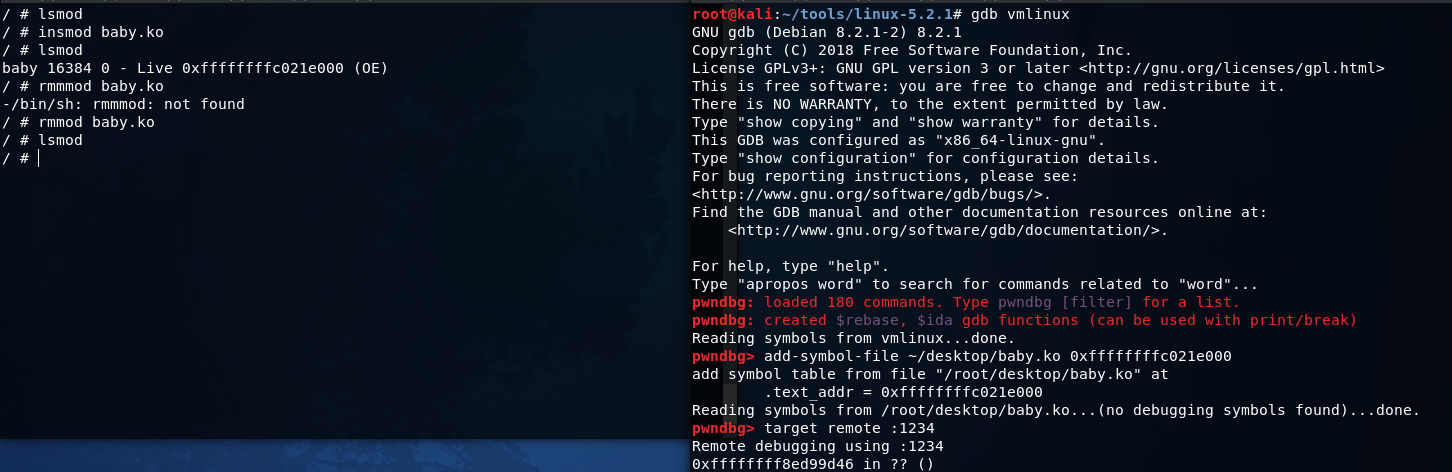 / # lsmod
/ # insmod baby.ko
/ # lsmod
baby 16384 0 - Live 0xffffffffc021e000 (OE)
/ # rmmmod baby.ko
-/bin/sh: rmmmod: not found
/ # rmmod baby.ko
/ # lsmod
/ #
root@kali:~/tools/linux-5.2.1# gdb vmlinux
GNU gdb (Debian 8.2.1-2) 8.2.1
Copyright (C) 2018 Free Software Foundation, Inc.
License GPLv3+: GNU GPL version 3 or later <http://gnu.org/licenses/gpl.html>
This is free software: you are free to change and redistribute it.
There is NO WARRANTY, to the extent permitted by law.
Type "show copying" and "show warranty" for details.
This GDB was configured as "x86_64-linux-gnu".
Type "show configuration" for configuration details.
For bug reporting instructions, please see:
<http://www.gnu.org/software/gdb/bugs/>.
Find the GDB manual and other documentation resources online at:
    <http://www.gnu.org/software/gdb/documentation/>.
For help, type "help".
Type "apropos word" to search for commands related to "word"...
pwndbg: loaded 180 commands. Type pwndbg [filter] for a list.
pwndbg: created $rebase, $ida gdb functions (can be used with print/break)
Reading symbols from vmlinux...done.
pwndbg> add-symbol-file ~/desktop/baby.ko 0xffffffffc021e000
add symbol table from file "/root/desktop/baby.ko" at
        .text_addr = 0xffffffffc021e000
Reading symbols from /root/desktop/baby.ko...(no debugging symbols found)...done.
pwndbg> target remote :1234
Remote debugging using :1234
0xffffffff8ed99d46 in ?? ()